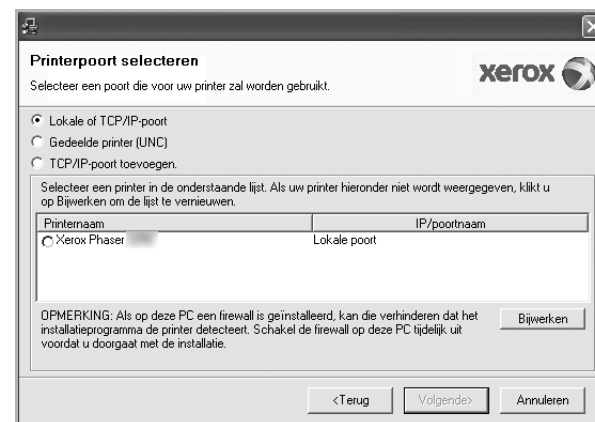 Printerpoort selecteren
Selecteer een poort die voor uw printer zal worden gebruikt.
xerox
Lokale of TCP/IP-poort
Gedeelde printer (UNC)
TCP/IP-poort toevoegen.
Selecteer een printer in de onderstaande lijst. Als uw printer hieronder niet wordt weergegeven, klikt u
op Bijwerken om de lijst te vernieuwen.
Printernaam IP/poortnaam
Xerox Phaser Lokale poort
OPMERKING: Als op deze PC een firewall is geïnstalleerd, kan die verhinderen dat het
installatieprogramma de printer detecteert. Schakel de firewall op deze PC tijdelijk uit
voordat u doorgaat met de installatie.
Bijwerken
<Terug Volgende> Annuleren